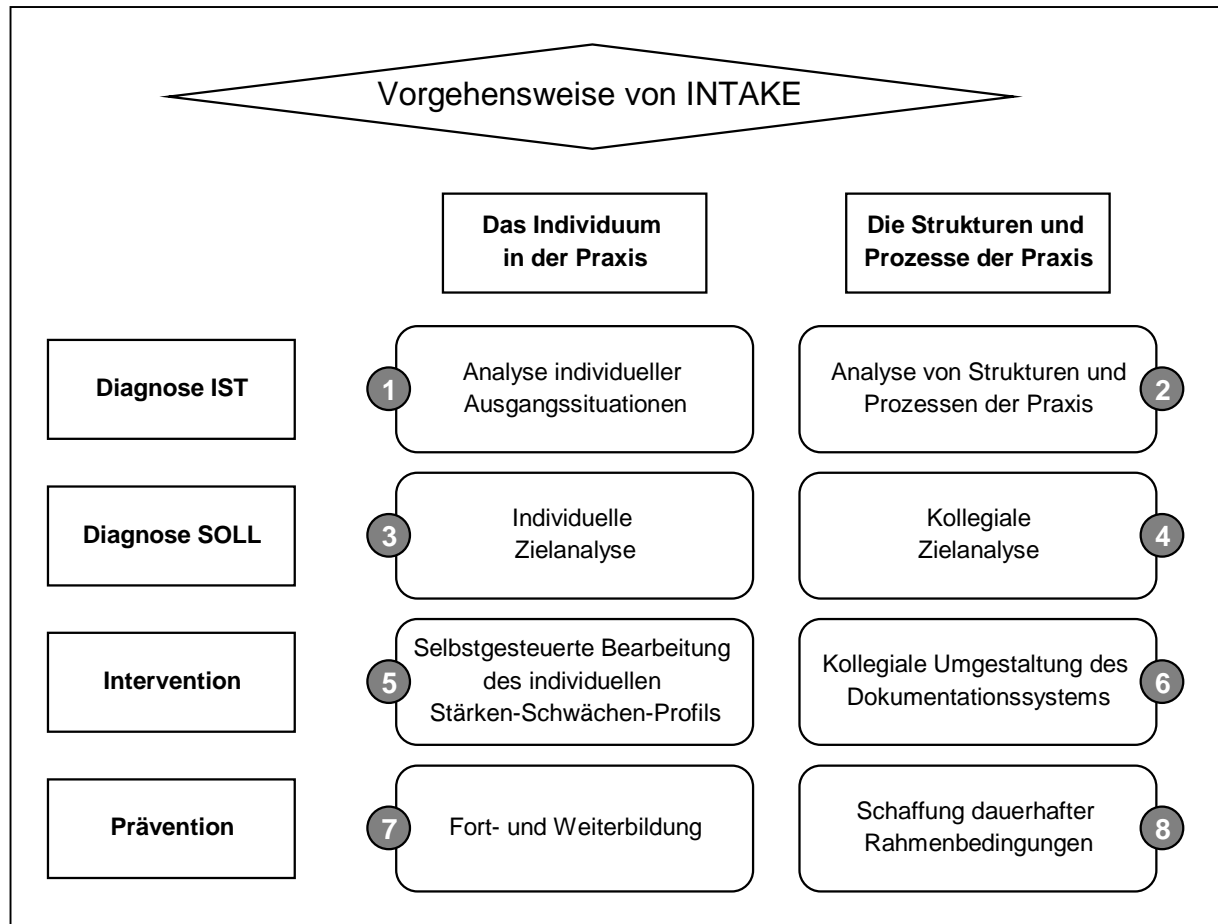 Vorgehensweise von INTAKE
Das Individuum
in der Praxis
Die Strukturen und
Prozesse der Praxis
Diagnose IST
1
Analyse individueller
Ausgangssituationen
Analyse von Strukturen und
Prozessen der Praxis
2
Diagnose SOLL
3
Individuelle
Zielanalyse
Kollegiale
Zielanalyse
4
Intervention
5
Selbstgesteuerte Bearbeitung
des individuellen
Stärken-Schwächen-Profils
Kollegiale Umgestaltung des
Dokumentationssystems
6
Prävention
7
Fort- und Weiterbildung
Schaffung dauerhafter
Rahmenbedingungen
8